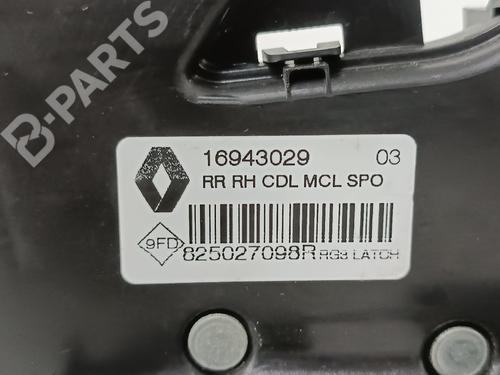 B-PARTS
16943029 03
RR RH CDL MCL SPO
9FD
825027098R RG3 LATCH